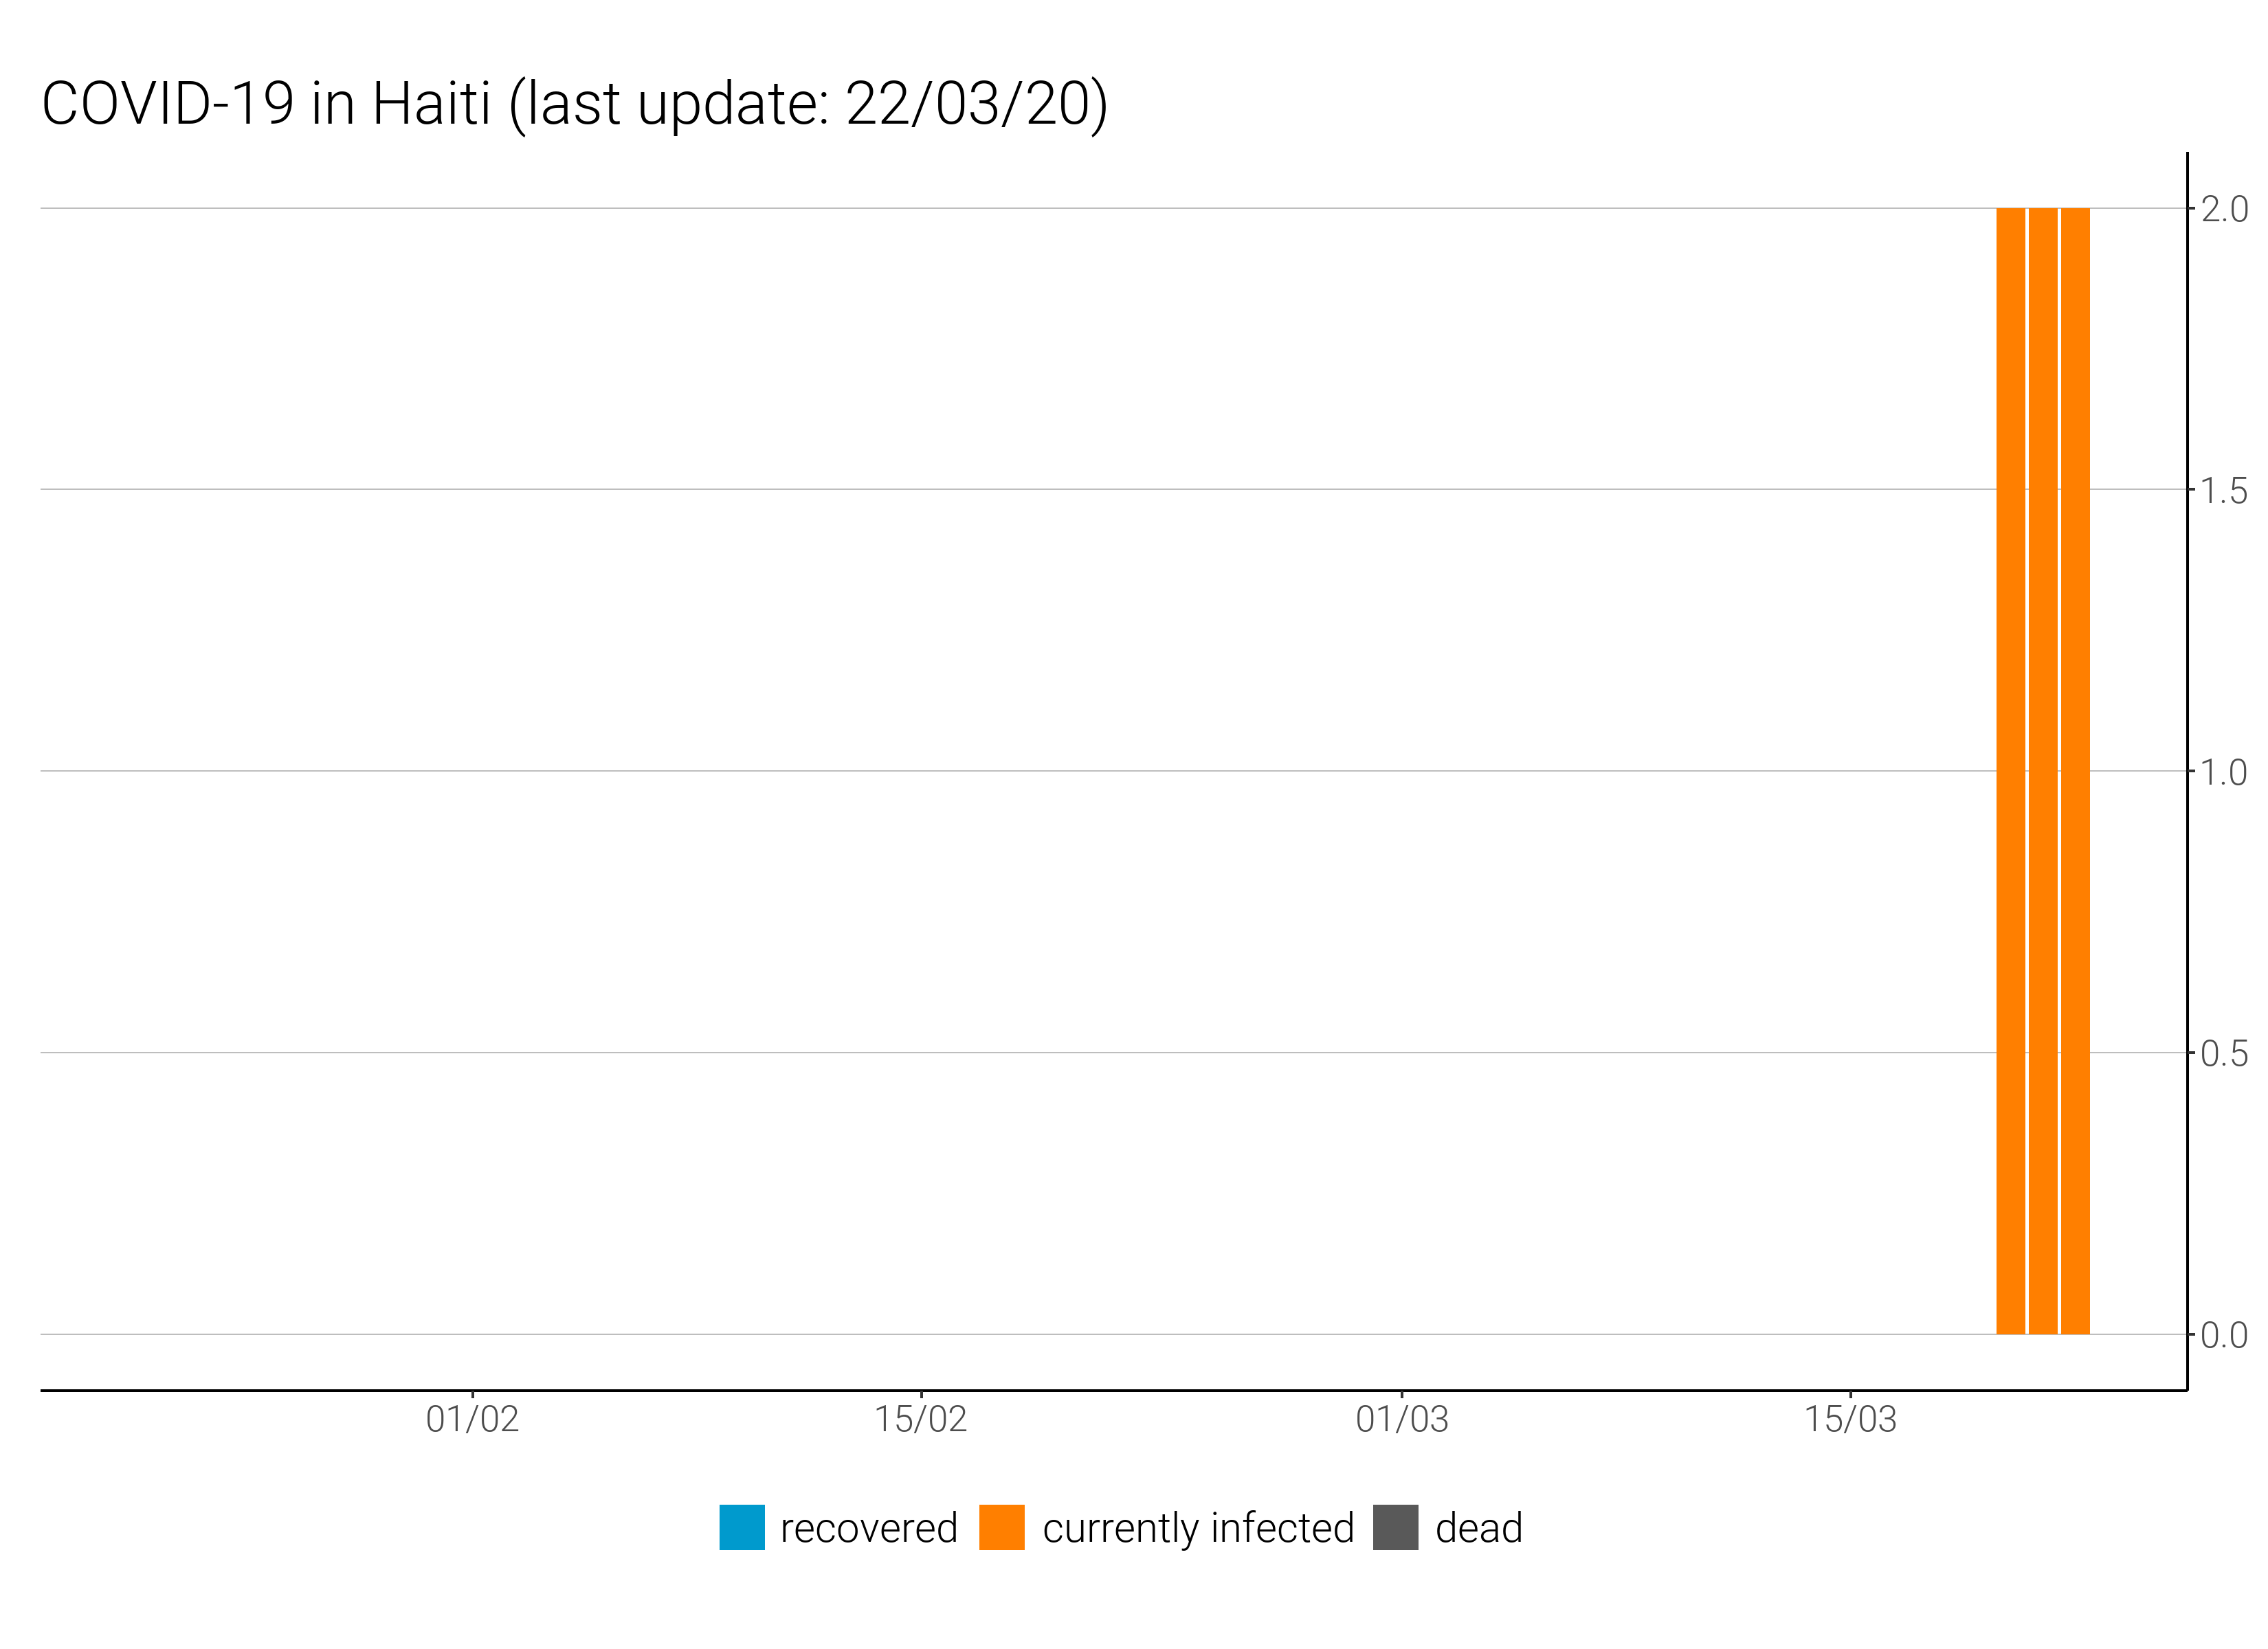 COVID-19 in Haiti (last update: 22/03/20)
2.0
1.5
1.0
0.5
0.0
01/02 15/02 01/03 15/03
recovered currently infected dead